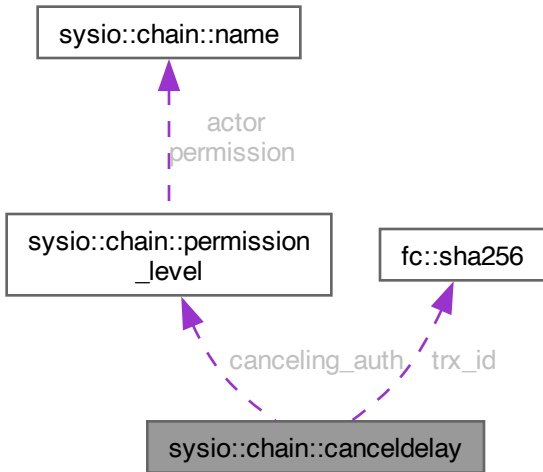 sysio::chain::name
actor
permission
sysio::chain::permission
_level
fc::sha256
canceling_auth
trx_id
sysio::chain::canceldelay